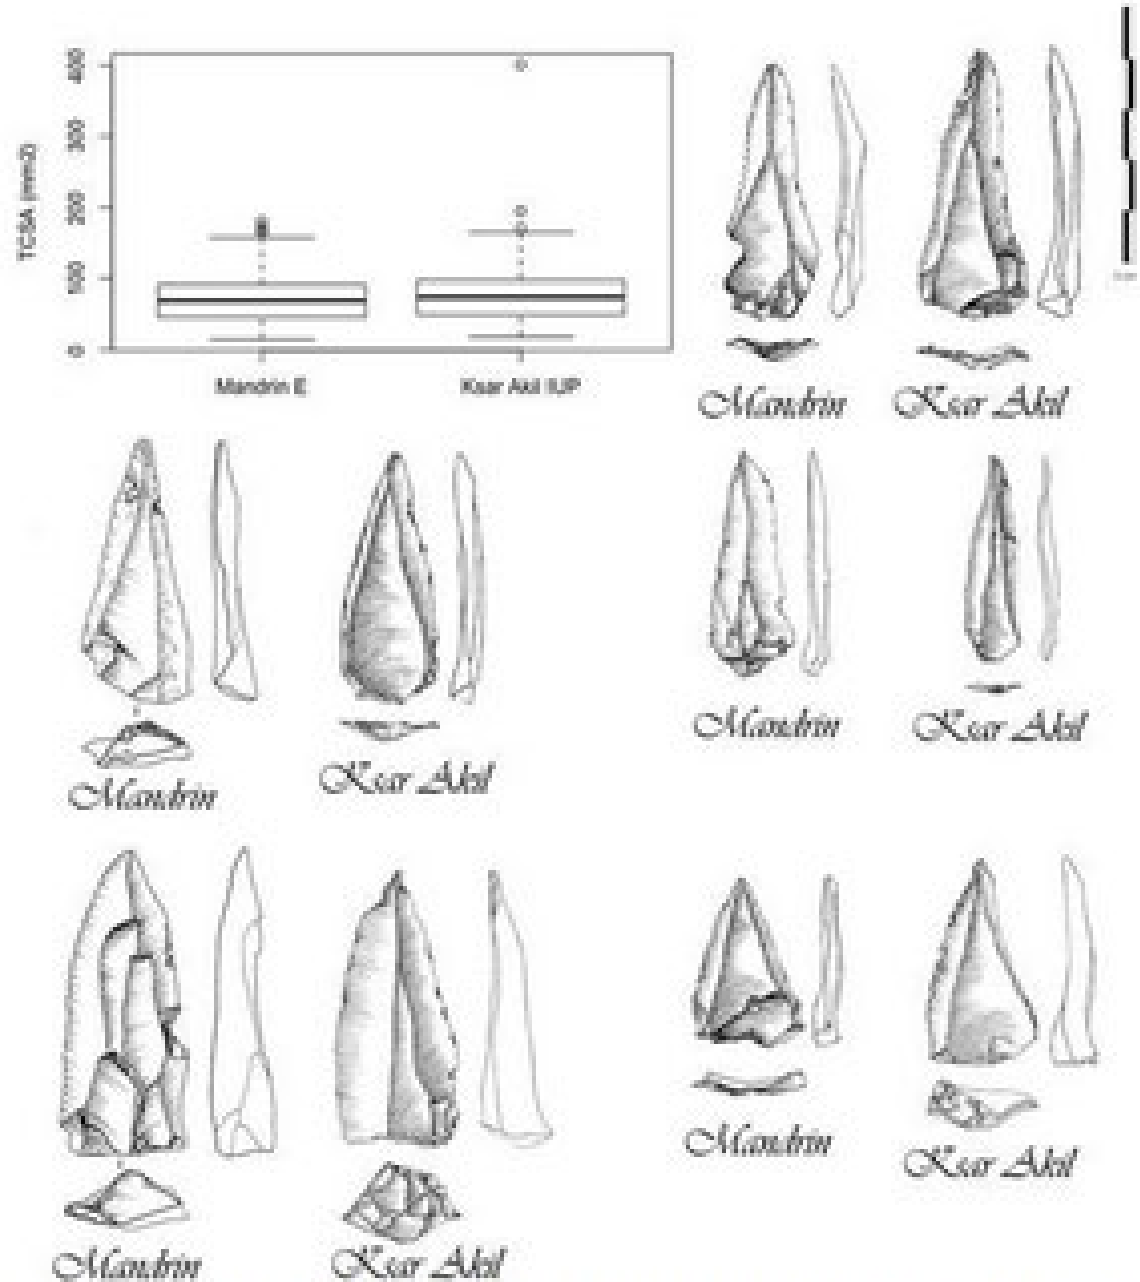 400
300
200
100
0
TCSA (mm2)
Mandrin E
Ksar Akil IUP
Mandrin
Ksar Akil
Mandrin
Ksar Akil
Mandrin
Ksar Akil
Mandrin
Ksar Akil
Mandrin
Ksar Akil